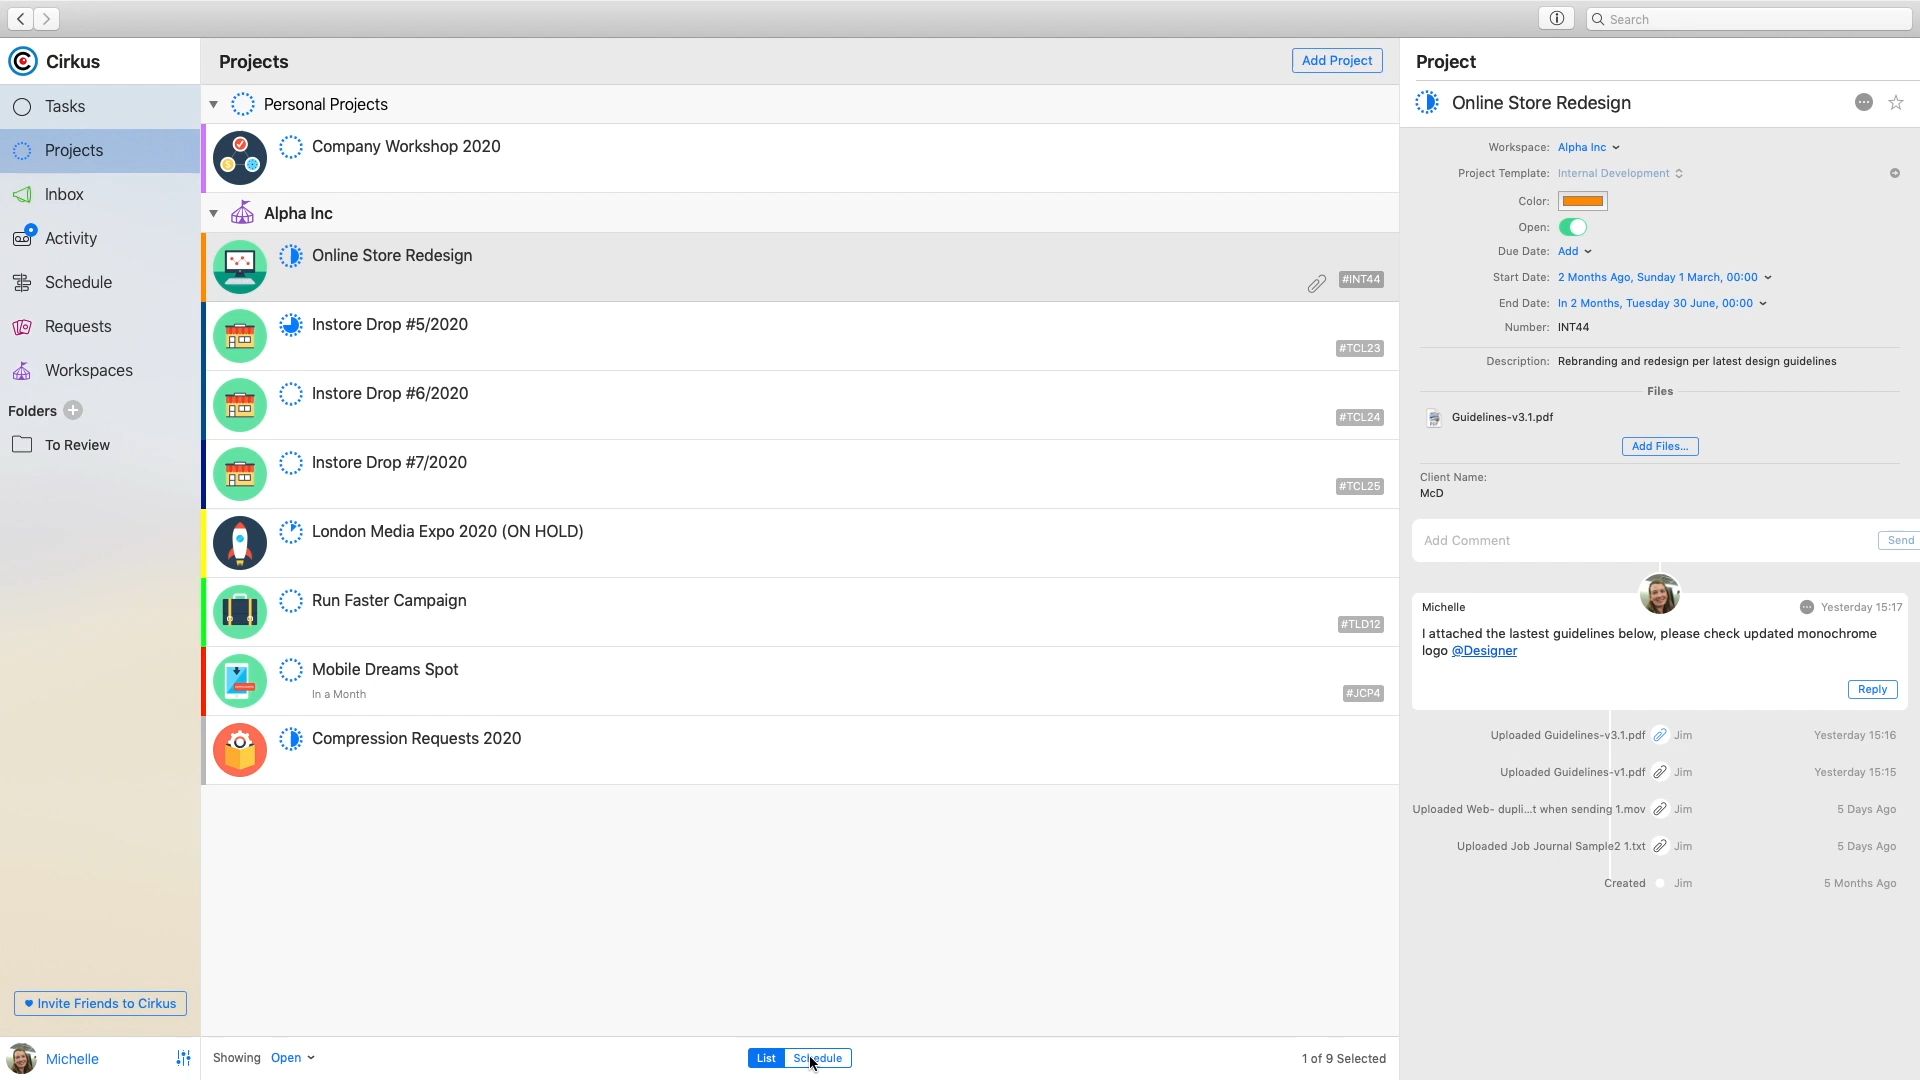 Search
Cirkus
Tasks
Projects
Inbox
Activity
Schedule
Requests
Workspaces
Folders
To Review
Invite Friends to Cirkus
Michelle
Projects
Add Project
Personal Projects
Company Workshop 2020
Alpha Inc
Online Store Redesign
#INT44
Instore Drop #5/2020
#TCL23
Instore Drop #6/2020
#TCL24
Instore Drop #7/2020
#TCL25
London Media Expo 2020 (ON HOLD)
Run Faster Campaign
#TLD12
Mobile Dreams Spot
In a Month
#JCP4
Compression Requests 2020
Showing Open
List Schedule
1 of 9 Selected
Project
Online Store Redesign
Workspace: Alpha Inc
Project Template: Internal Development
Color:
Open:
Due Date: Add
Start Date: 2 Months Ago, Sunday 1 March, 00:00
End Date: In 2 Months, Tuesday 30 June, 00:00
Number: INT44
Description: Rebranding and redesign per latest design guidelines
Files
PDF
Guidelines-v3.1.pdf
Add Files...
Client Name:
McD
Add Comment
Send
Michelle
Yesterday 15:17
I attached the lastest guidelines below, please check updated monochrome
logo @Designer
Reply
Uploaded Guidelines-v3.1.pdf Jim Yesterday 15:16
Uploaded Guidelines-v1.pdf Jim Yesterday 15:15
Uploaded Web- dupli...t when sending 1.mov Jim 5 Days Ago
Uploaded Job Journal Sample2 1.txt Jim 5 Days Ago
Created Jim 5 Months Ago